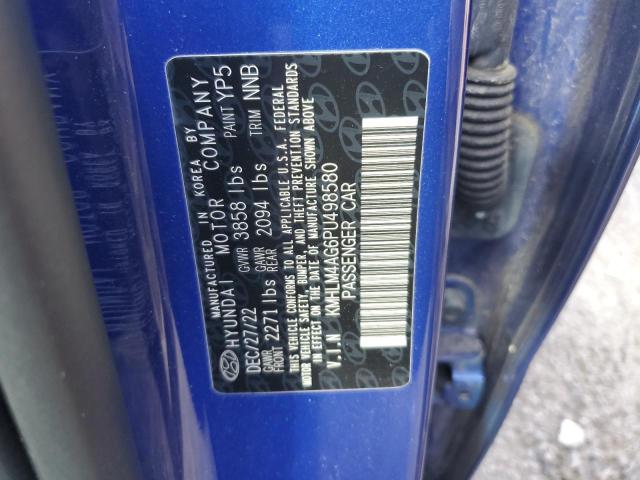 MANUFACTURED IN KOREA BY
HYUNDAI MOTOR COMPANY
DEC/27/22 GVWR 3858 lbs PAINT YP5
GAWR FRONT 2271 lbs GAWR REAR 2094 lbs TRIM NNB
THIS VEHICLE CONFORMS TO ALL APPLICABLE U.S.A. FEDERAL
MOTOR VEHICLE SAFETY, BUMPER, AND THEFT PREVENTION STANDARDS
IN EFFECT ON THE DATE OF MANUFACTURE SHOWN ABOVE
V.I.N KMHLM4AG6PU498580
PASSENGER CAR